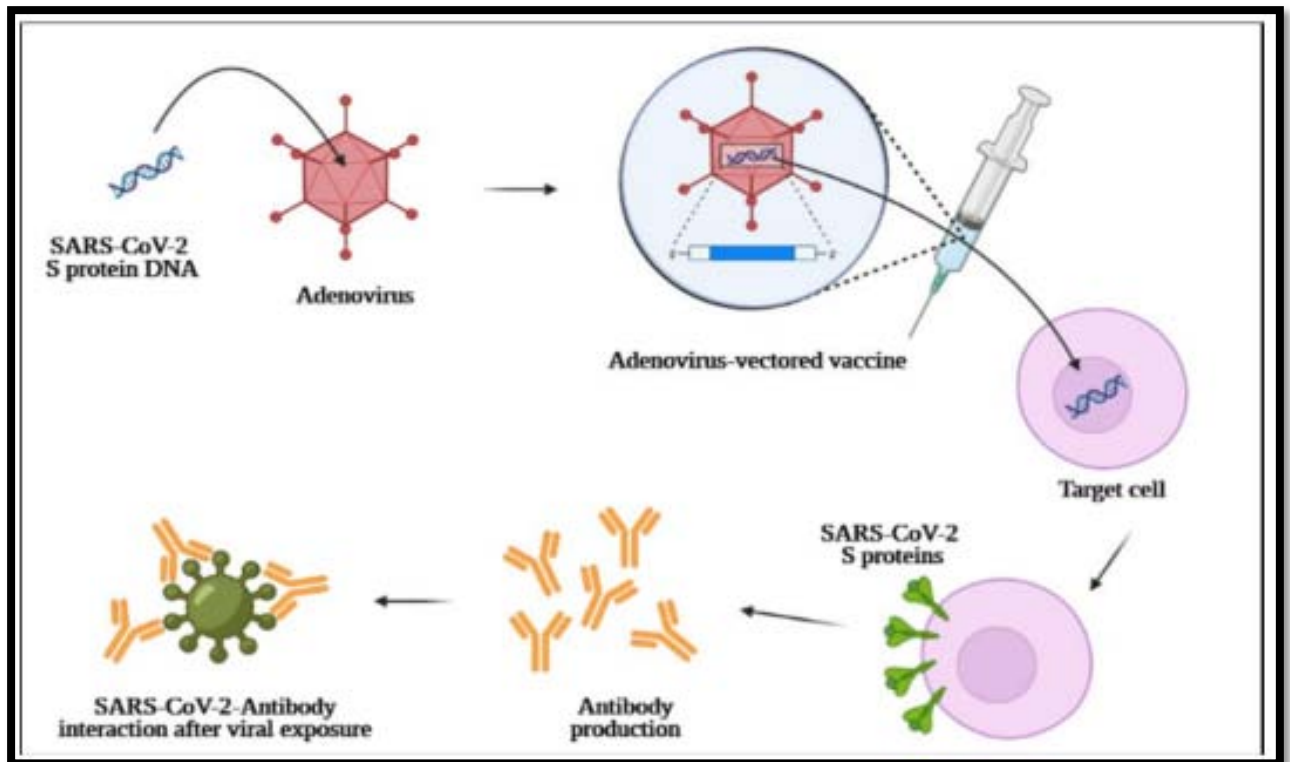 SARS-CoV-2
S protein DNA
Adenovirus
Adenovirus-vectored vaccine
Target cell
SARS-CoV-2
S proteins
Antibody
production
SARS-CoV-2-Antibody
interaction after viral exposure